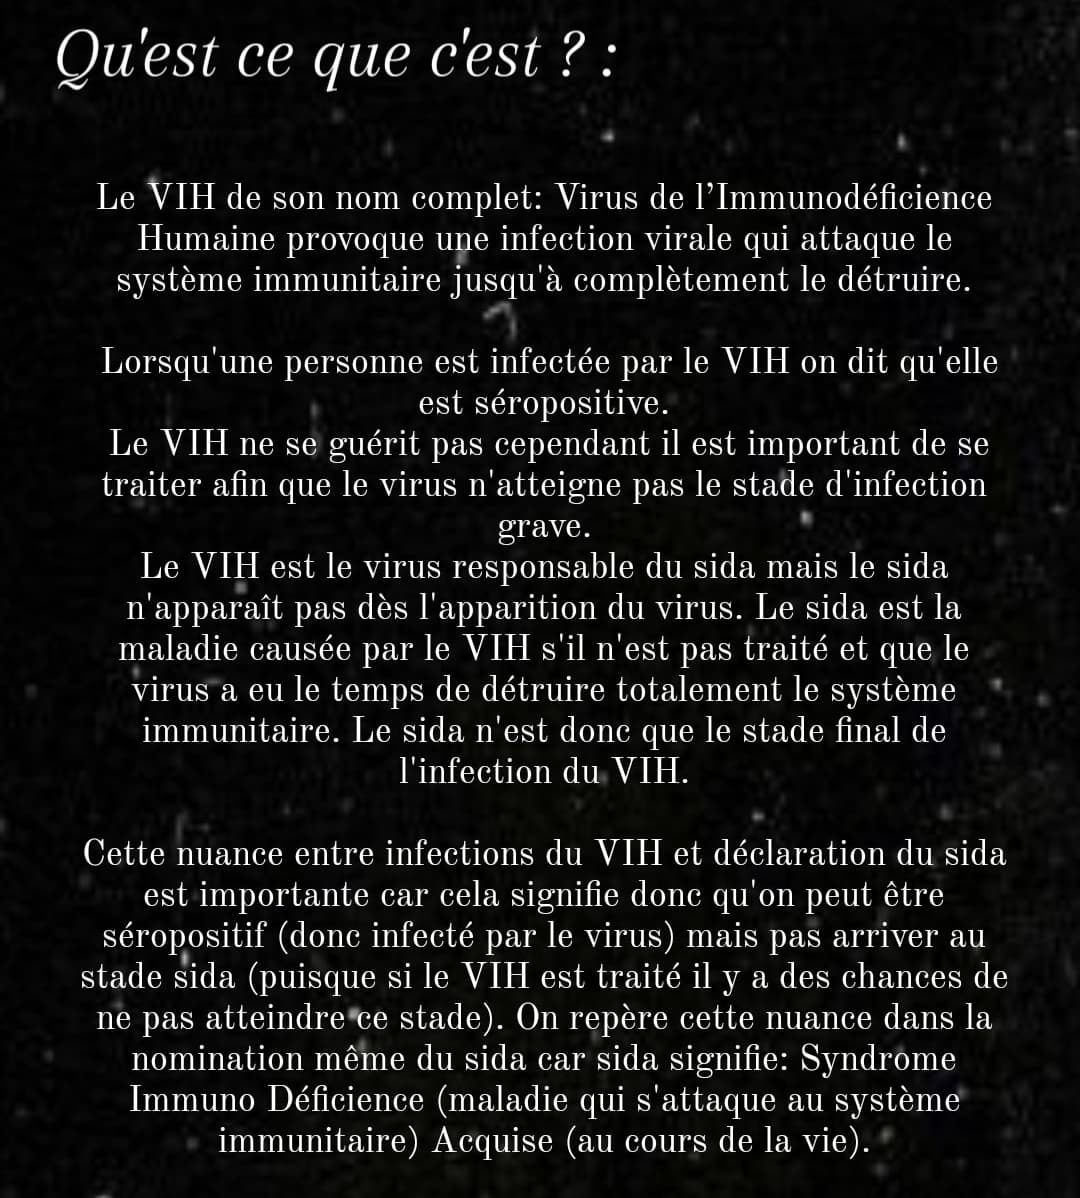 Qu'est ce que c'est ? :
Le VIH de son nom complet: Virus de l’Immunodéficience
Humaine provoque une infection virale qui attaque le
système immunitaire jusqu'à complètement le détruire.
Lorsqu'une personne est infectée par le VIH on dit qu'elle
est séropositive.
Le VIH ne se guérit pas cependant il est important de se
traiter afin que le virus n'atteigne pas le stade d'infection
grave.
Le VIH est le virus responsable du sida mais le sida
n'apparaît pas dès l'apparition du virus. Le sida est la
maladie causée par le VIH s'il n'est pas traité et que le
virus a eu le temps de détruire totalement le système
immunitaire. Le sida n'est donc que le stade final de
l'infection du VIH.
Cette nuance entre infections du VIH et déclaration du sida
est importante car cela signifie donc qu'on peut être
séropositif (donc infecté par le virus) mais pas arriver au
stade sida (puisque si le VIH est traité il y a des chances de
ne pas atteindre ce stade). On repère cette nuance dans la
nomination même du sida car sida signifie: Syndrome
Immuno Déficience (maladie qui s'attaque au système
immunitaire) Acquise (au cours de la vie).